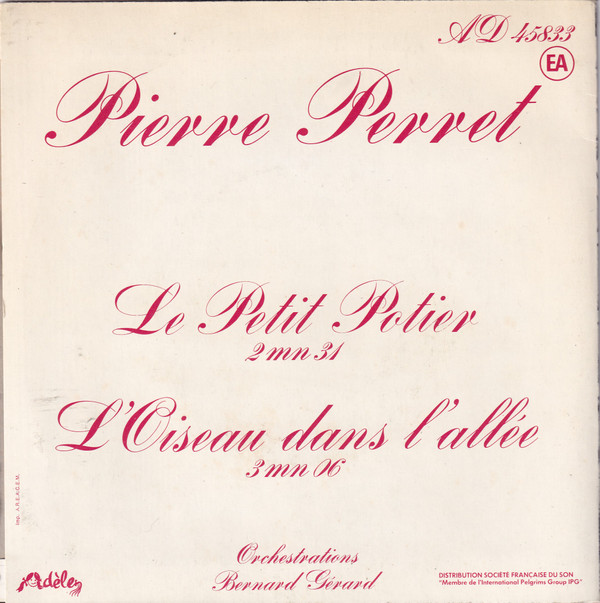 AD 45833
EA
Pierre Perret
Le Petit Potier
2 mn 31
L'Oiseau dans l'allée
3 mn 06
Imp. A.R.E.A.C.E.M.
Adèle
Orchestrations
Bernard Gérard
DISTRIBUTION SOCIÉTÉ FRANÇAISE DU SON
"Membre de l'International Pelgrims Group IPG"